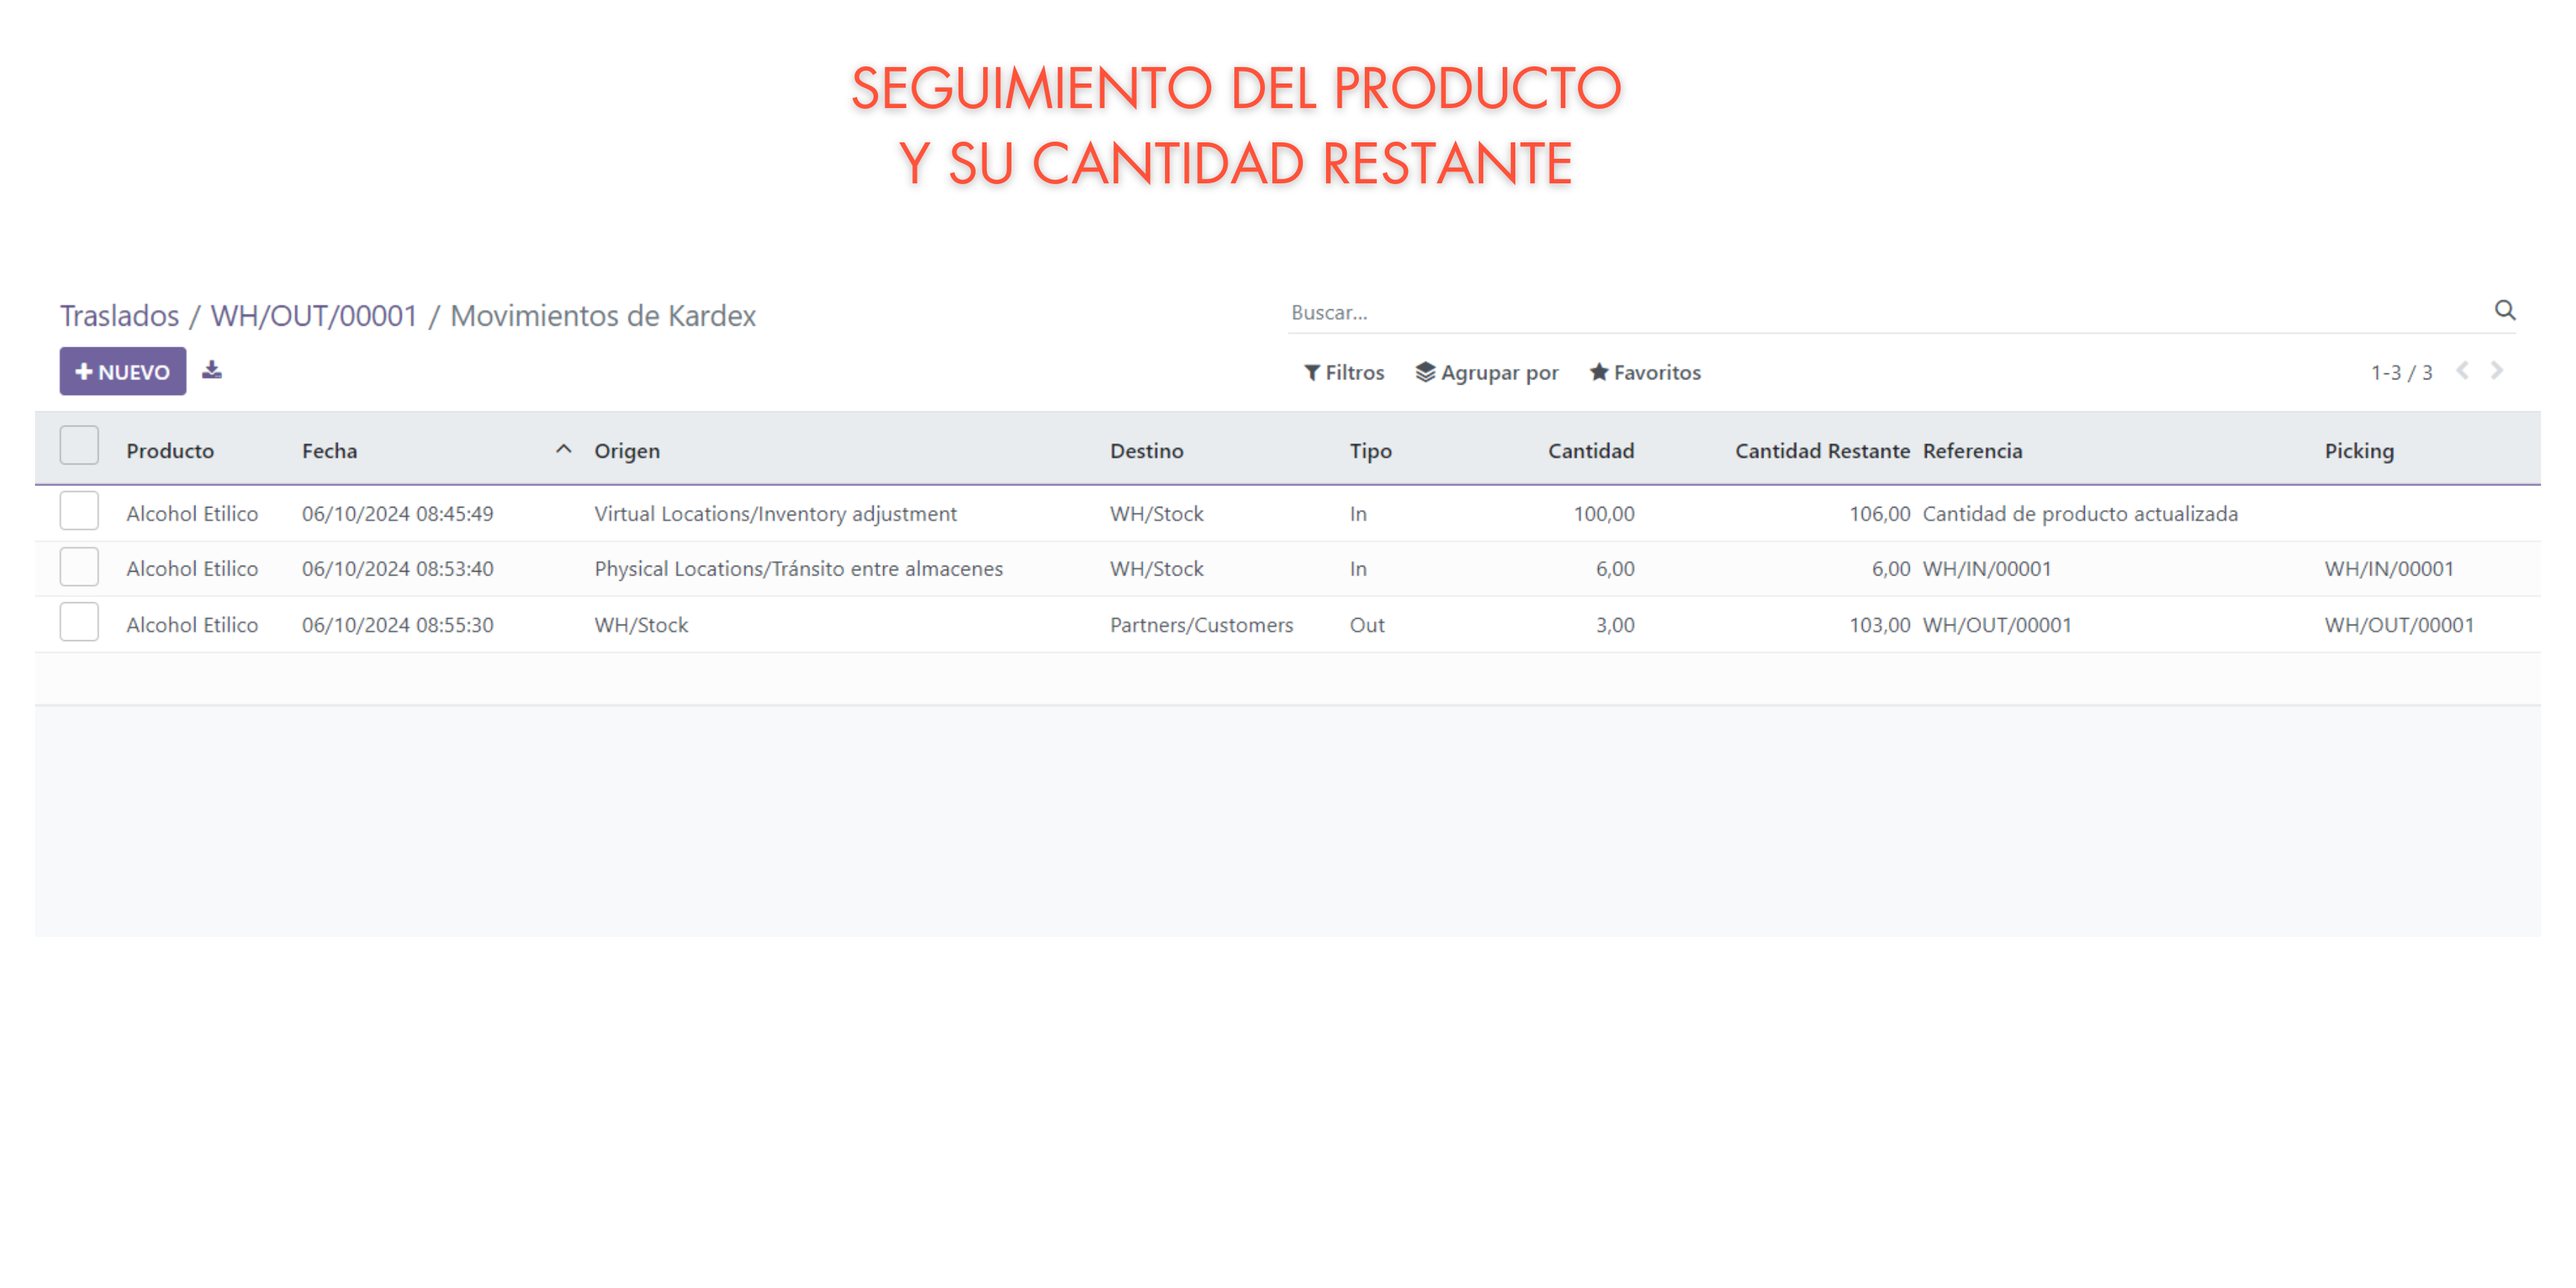 SEGUIMIENTO DEL PRODUCTO
Y SU CANTIDAD RESTANTE
Traslados / WH/OUT/00001 / Movimientos de Kardex
Buscar...
NUEVO
Filtros Agrupar por Favoritos 1-3 / 3
Producto Fecha Origen Destino Tipo Cantidad Cantidad Restante Referencia Picking
Alcohol Etilico 06/10/2024 08:45:49 Virtual Locations/Inventory adjustment WH/Stock In 100,00 106,00 Cantidad de producto actualizada
Alcohol Etilico 06/10/2024 08:53:40 Physical Locations/Tránsito entre almacenes WH/Stock In 6,00 6,00 WH/IN/00001 WH/IN/00001
Alcohol Etilico 06/10/2024 08:55:30 WH/Stock Partners/Customers Out 3,00 103,00 WH/OUT/00001 WH/OUT/00001